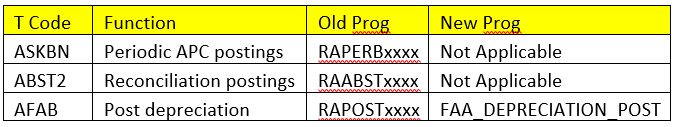 T Code Function Old Prog New Prog
ASKBN Periodic APC postings RAPERBxxxx Not Applicable
ABST2 Reconciliation postings RAABSTxxxx Not Applicable
AFAB Post depreciation RAPOSTxxxx FAA_DEPRECIATION_POST